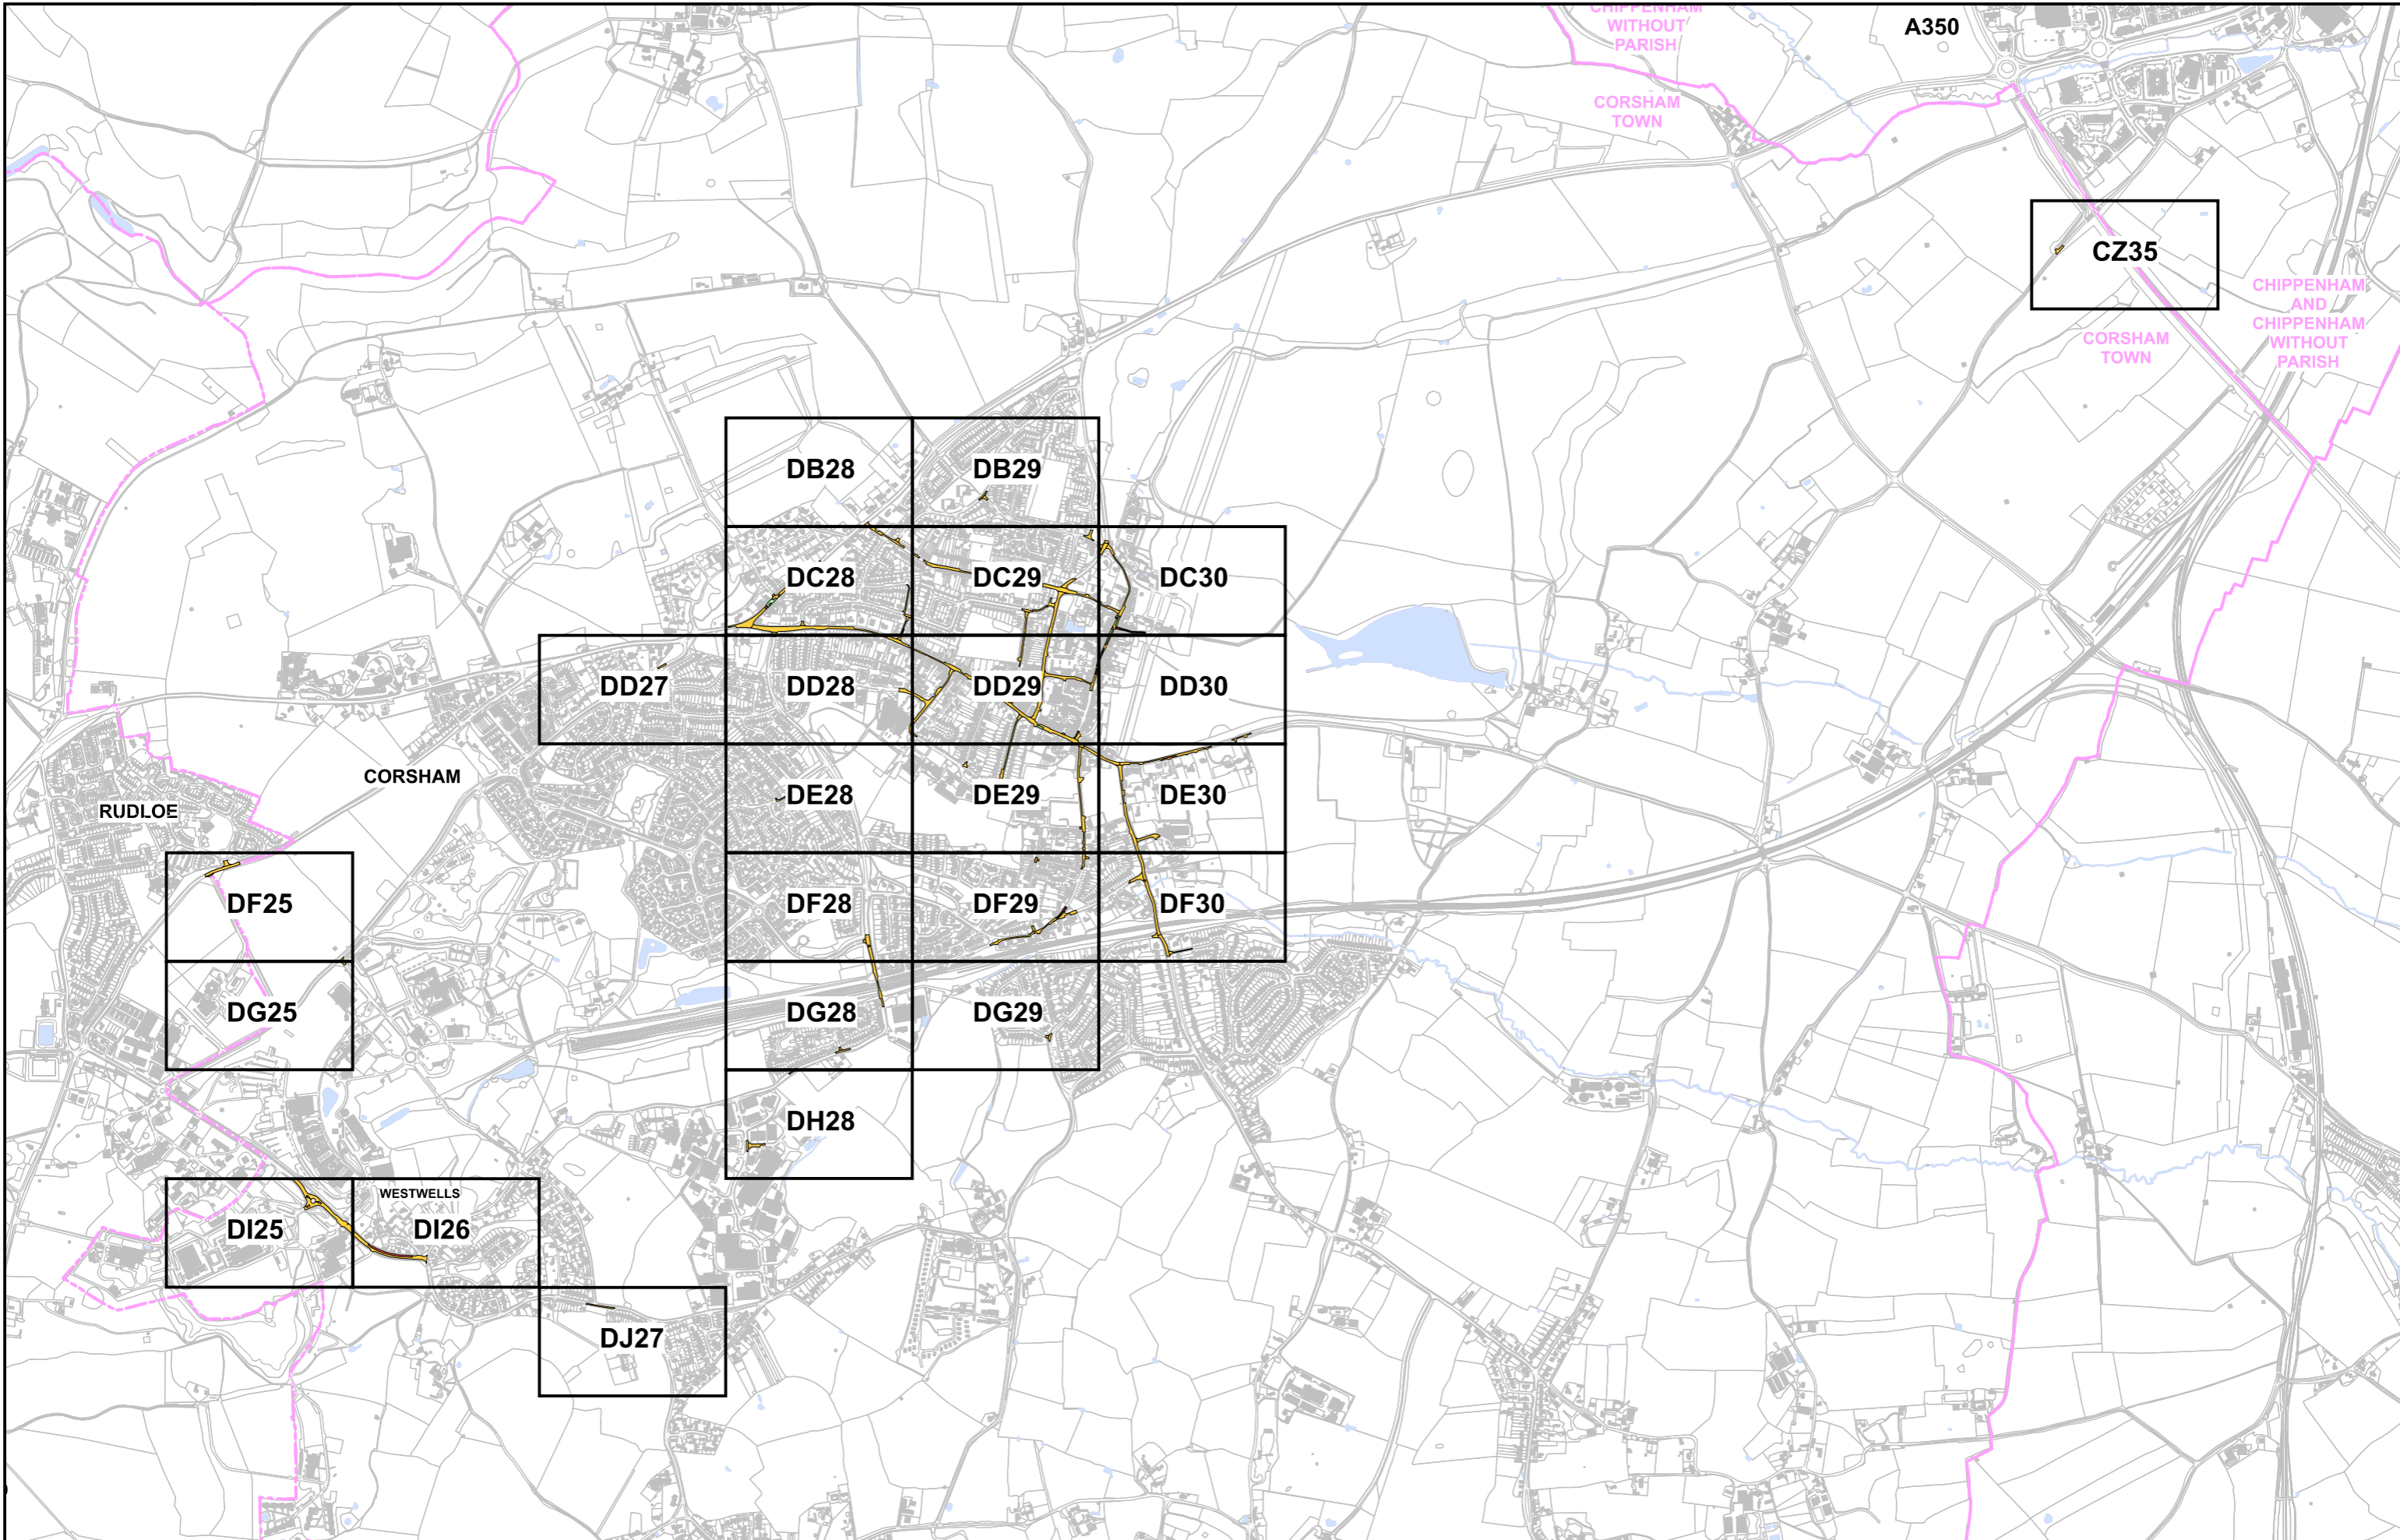 CHIPPENHAM
WITHOUT
PARISH
A350
CORSHAM
TOWN
CZ35
CHIPPENHAM
AND
CHIPPENHAM
WITHOUT
PARISH
CORSHAM
TOWN
DB28
DB29
DC28
DC29
DC30
DD27
DD28
DD29
DD30
CORSHAM
RUDLOE
DE28
DE29
DE30
DF25
DF28
DF29
DF30
DG25
DG28
DG29
DH28
WESTWELLS
DI25
DI26
DJ27